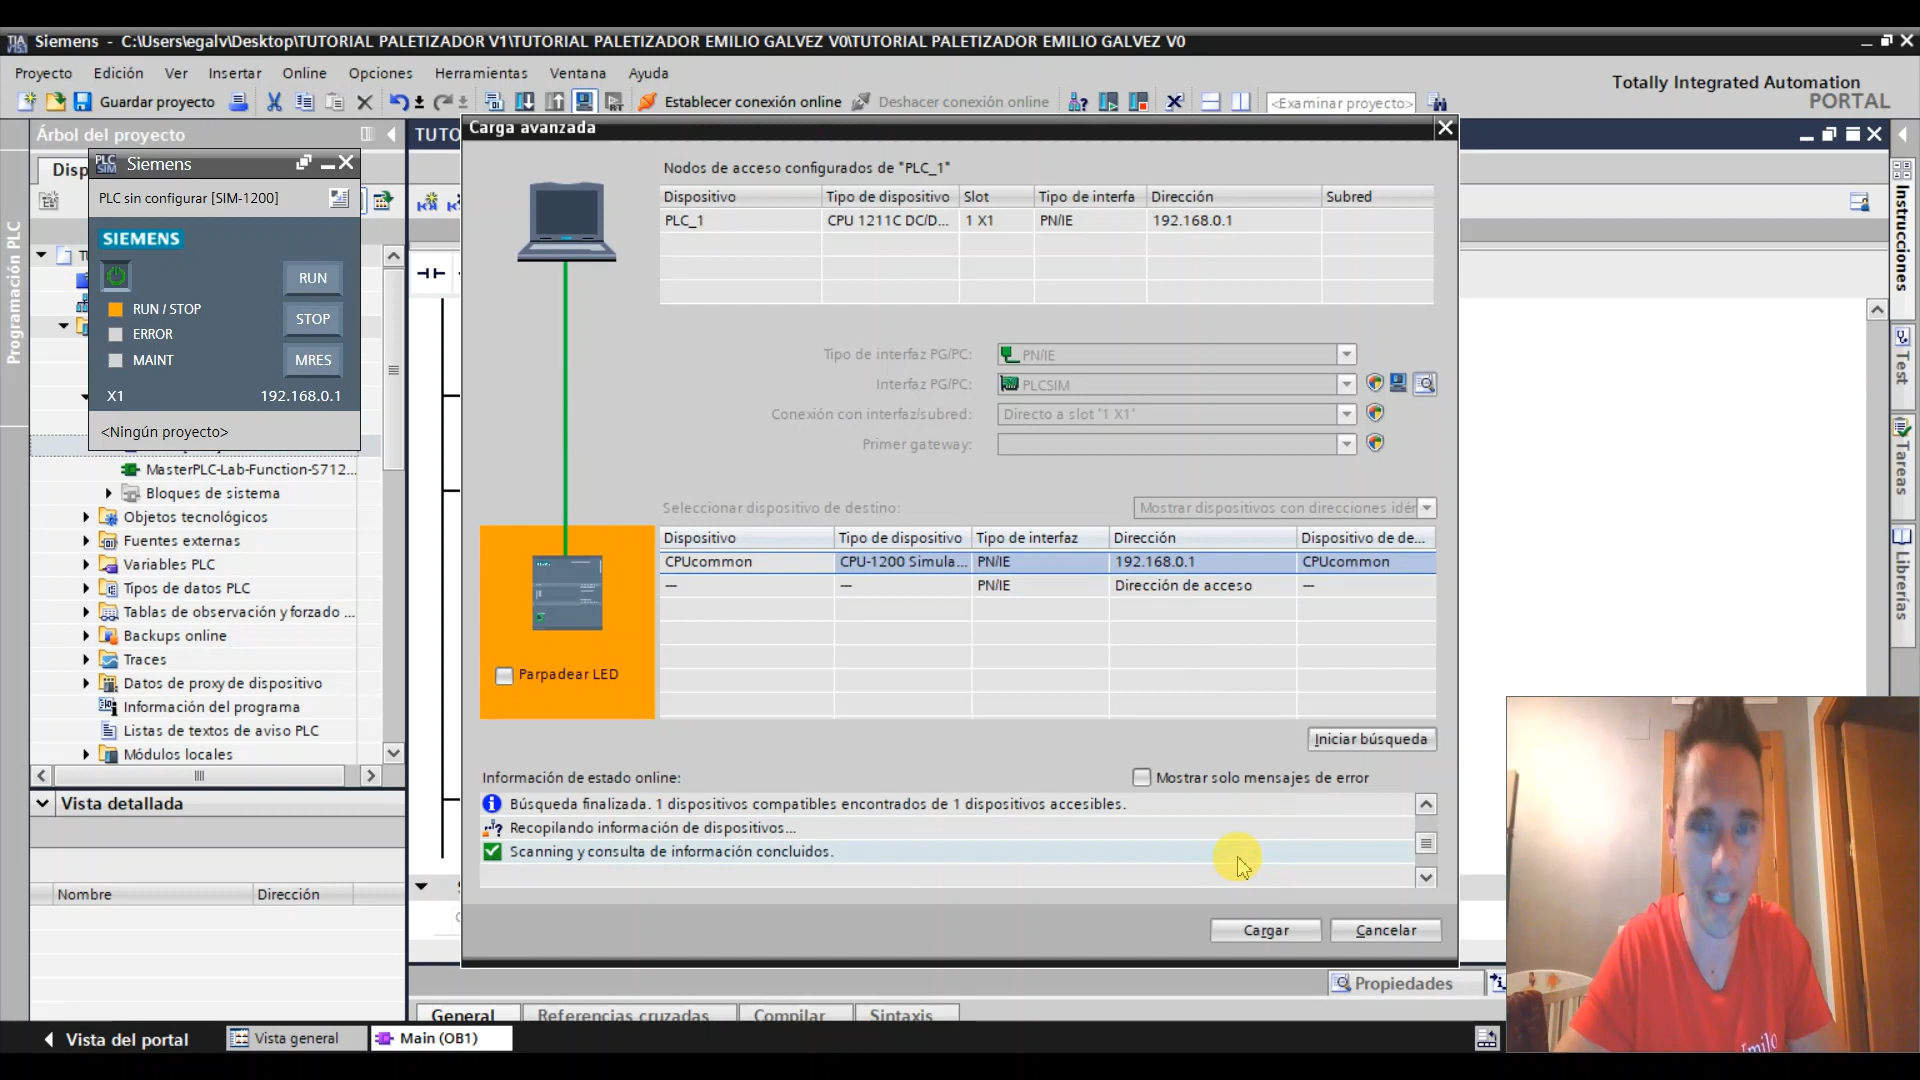 Siemens - C:\Users\egalv\Desktop\TUTORIAL PALETIZADOR V1\TUTORIAL PALETIZADOR EMILIO GALVEZ V0\TUTORIAL PALETIZADOR EMILIO GALVEZ V0
Proyecto Edición Ver Insertar Online Opciones Herramientas Ventana Ayuda
Totally Integrated Automation
PORTAL
Guardar proyecto Establecer conexión online Deshacer conexión online <Examinar proyecto>
Árbol del proyecto
TUTO
Carga avanzada
Disp
PLC SIM Siemens
PLC sin configurar [SIM-1200]
SIEMENS
RUN
RUN / STOP
STOP
ERROR
MAINT
MRES
X1 192.168.0.1
<Ningún proyecto>
Programación PLC
MasterPLC-Lab-Function-S712...
Bloques de sistema
Objetos tecnológicos
Fuentes externas
Variables PLC
Tipos de datos PLC
Tablas de observación y forzado ...
Backups online
Traces
Datos de proxy de dispositivo
Información del programa
Listas de textos de aviso PLC
Módulos locales
Vista detallada
Nombre Dirección
Nodos de acceso configurados de "PLC_1"
Dispositivo Tipo de dispositivo Slot Tipo de interfa Dirección Subred
PLC_1 CPU 1211C DC/D... 1 X1 PN/IE 192.168.0.1
Tipo de interfaz PG/PC: PN/IE
Interfaz PG/PC: PLCSIM
Conexión con interfaz/subred: Directo a slot '1 X1'
Primer gateway:
Seleccionar dispositivo de destino: Mostrar dispositivos con direcciones idér
Dispositivo Tipo de dispositivo Tipo de interfaz Dirección Dispositivo de de...
CPUcommon CPU-1200 Simula... PN/IE 192.168.0.1 CPUcommon
— — PN/IE Dirección de acceso —
Parpadear LED
Iniciar búsqueda
Información de estado online: Mostrar solo mensajes de error
Búsqueda finalizada. 1 dispositivos compatibles encontrados de 1 dispositivos accesibles.
Recopilando información de dispositivos...
Scanning y consulta de información concluidos.
Cargar Cancelar
Propiedades
General Referencias cruzadas Compilar Sintaxis
Instrucciones
Test
Tareas
Librerías
Vista del portal Vista general Main (OB1)